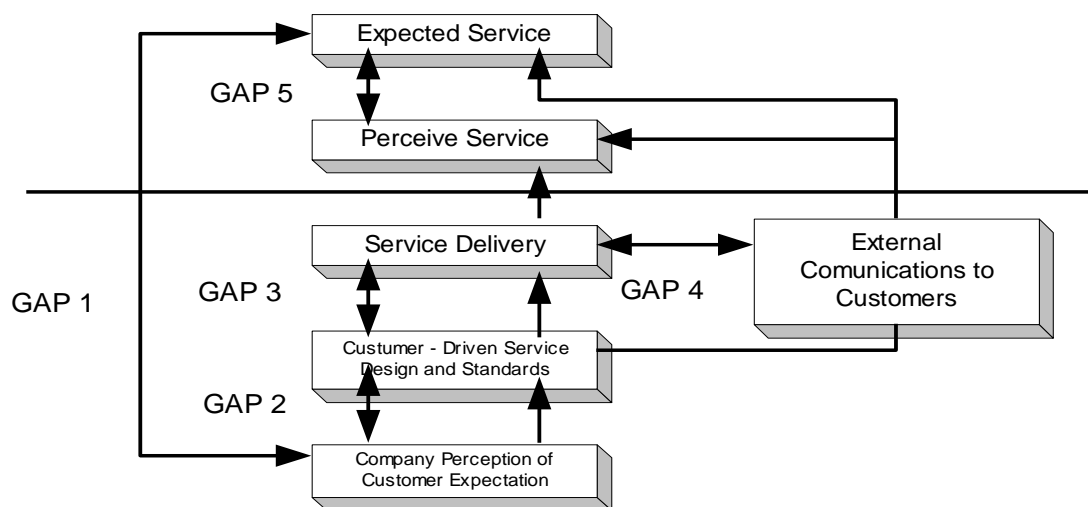 Expected Service
GAP 5
Perceive Service
Service Delivery
GAP 3
GAP 4
External
Comunications to
Customers
GAP 1
Custumer - Driven Service
Design and Standards
GAP 2
Company Perception of
Customer Expectation